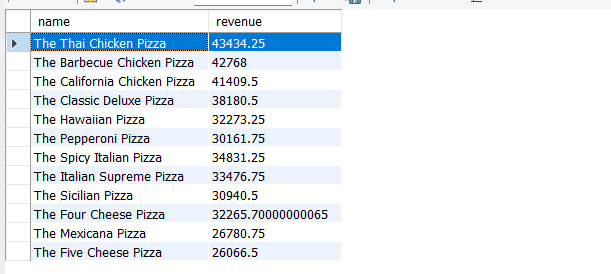 name revenue
The Thai Chicken Pizza 43434.25
The Barbecue Chicken Pizza 42768
The California Chicken Pizza 41409.5
The Classic Deluxe Pizza 38180.5
The Hawaiian Pizza 32273.25
The Pepperoni Pizza 30161.75
The Spicy Italian Pizza 34831.25
The Italian Supreme Pizza 33476.75
The Sicilian Pizza 30940.5
The Four Cheese Pizza 32265.70000000065
The Mexicana Pizza 26780.75
The Five Cheese Pizza 26066.5